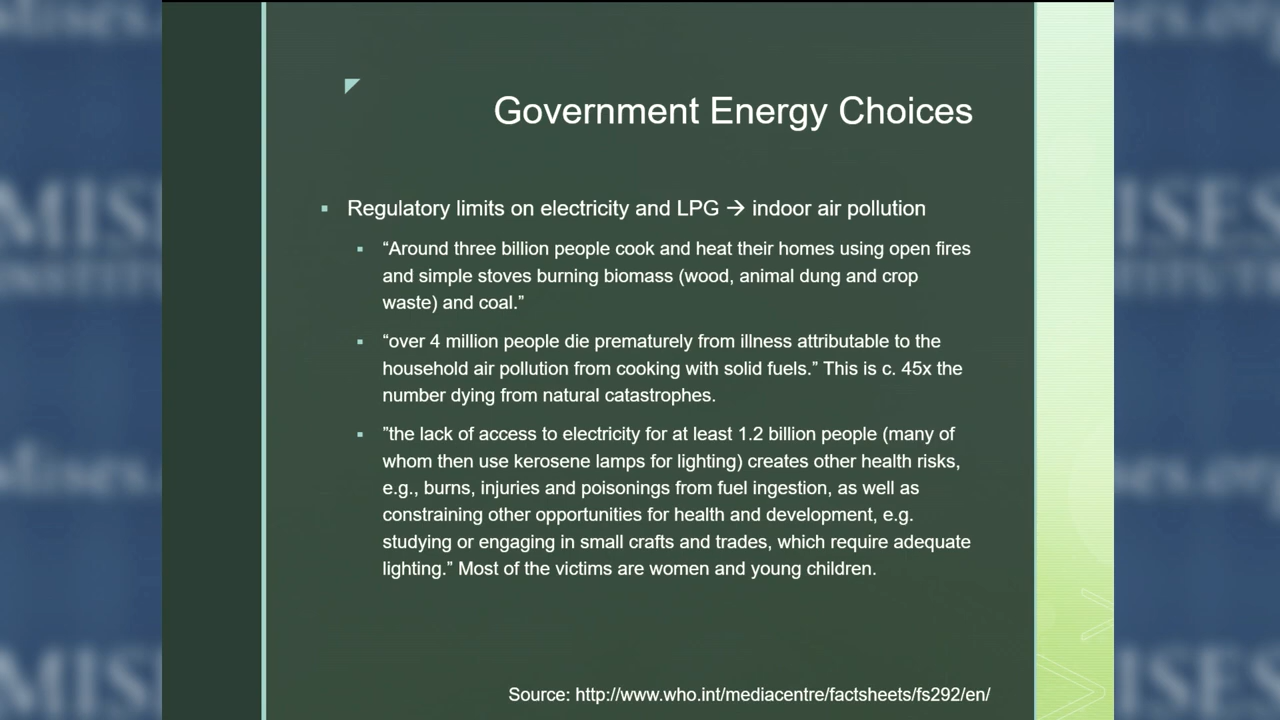 Government Energy Choices
Regulatory limits on electricity and LPG → indoor air pollution
“Around three billion people cook and heat their homes using open fires
and simple stoves burning biomass (wood, animal dung and crop
waste) and coal.”
“over 4 million people die prematurely from illness attributable to the
household air pollution from cooking with solid fuels.” This is c. 45x the
number dying from natural catastrophes.
”the lack of access to electricity for at least 1.2 billion people (many of
whom then use kerosene lamps for lighting) creates other health risks,
e.g., burns, injuries and poisonings from fuel ingestion, as well as
constraining other opportunities for health and development, e.g.
studying or engaging in small crafts and trades, which require adequate
lighting.” Most of the victims are women and young children.
Source: http://www.who.int/mediacentre/factsheets/fs292/en/